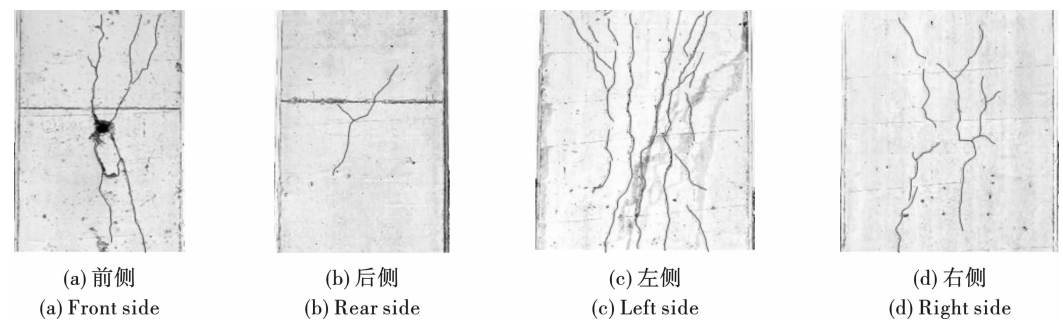 (a) 前侧
(a) Front side
(b) 后侧
(b) Rear side
(c) 左侧
(c) Left side
(d) 右侧
(d) Right side